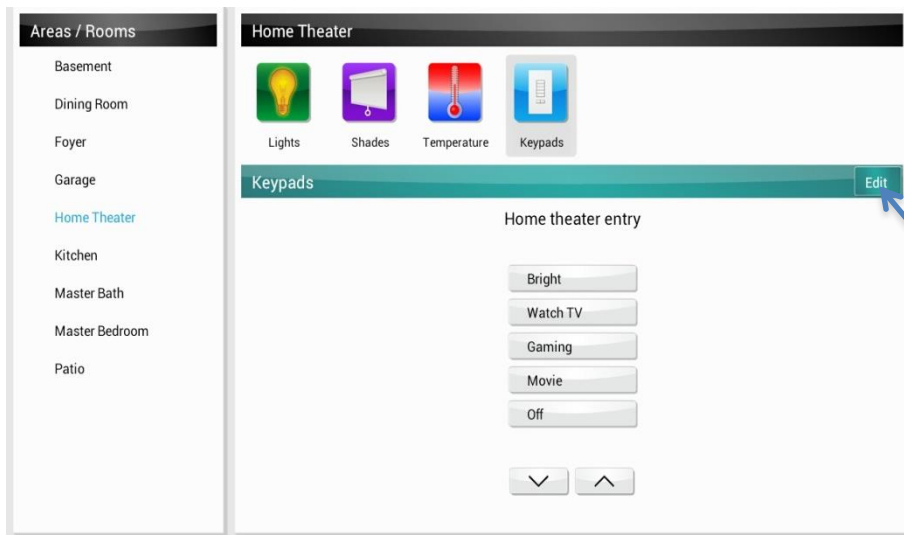 Areas / Rooms
Basement
Dining Room
Foyer
Garage
Home Theater
Kitchen
Master Bath
Master Bedroom
Patio
Home Theater
Lights
Shades
Temperature
Keypads
Keypads
Edit
Home theater entry
Bright
Watch TV
Gaming
Movie
Off